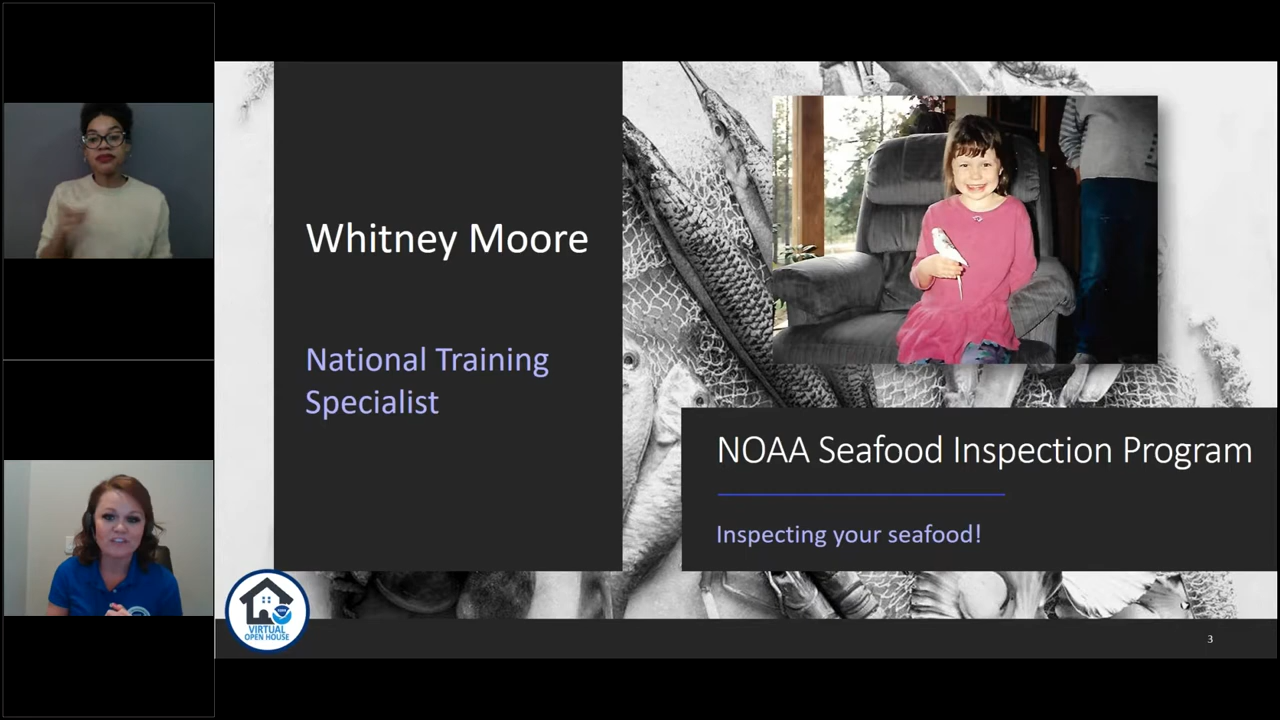 Whitney Moore
National Training
Specialist
NOAA Seafood Inspection Program
Inspecting your seafood!
VIRTUAL
OPEN HOUSE
3